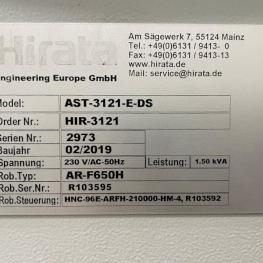 Hirata
Engineering Europe GmbH
Am Sägewerk 7, 55124 Mainz
Tel.: +49(0)6131 / 9413- 0
Fax.: +49(0)6131 / 9413-13
www.hirata.de
Mail: service@hirata.de
Model: AST-3121-E-DS
Order Nr.: HIR-3121
Serien Nr.: 2973
Baujahr 02/2019
Spannung: 230 V/AC-50Hz Leistung: 1.50 kVA
Rob.Typ: AR-F650H
Rob.Ser.Nr.: R103595
Rob.Steuerung: HNC-96E-ARFH-210000-HM-4, R103592